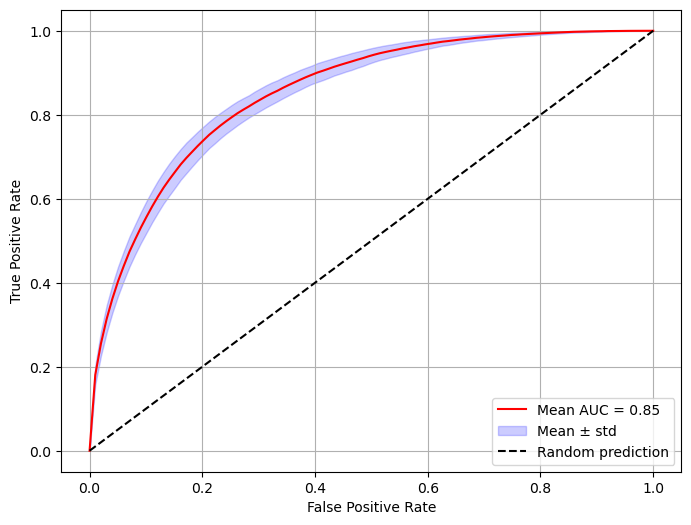 1.0
0.8
0.6
0.4
0.2
0.0
True Positive Rate
0.0 0.2 0.4 0.6 0.8 1.0
False Positive Rate
Mean AUC = 0.85
Mean ± std
Random prediction